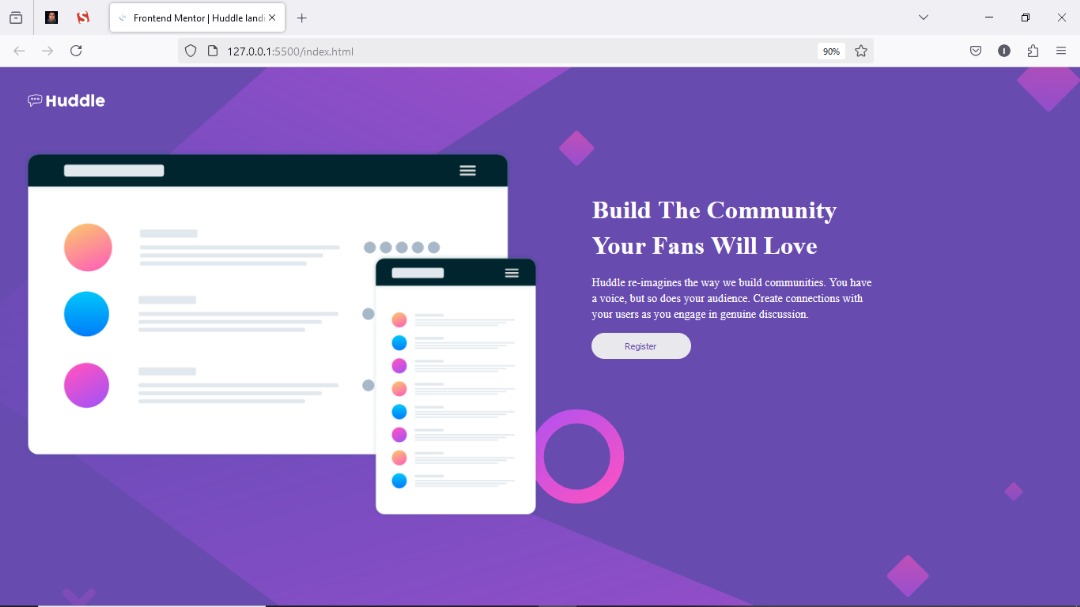 Frontend Mentor | Huddle landi
127.0.0.1:5500/index.html
90%
Huddle
Build The Community
Your Fans Will Love
Huddle re-imagines the way we build communities. You have
a voice, but so does your audience. Create connections with
your users as you engage in genuine discussion.
Register